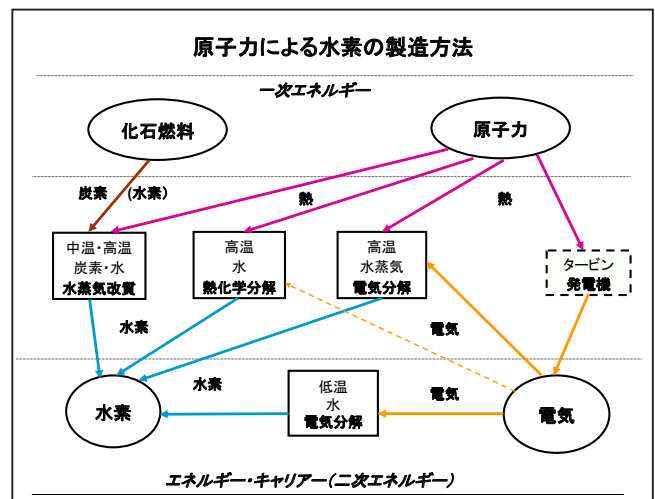 原子力による水素の製造方法
一次エネルギー
化石燃料
原子力
炭素 (水素)
熱
熱
中温・高温
炭素・水
水蒸気改質
高温
水
熱化学分解
高温
水蒸気
電気分解
タービン
発電機
水素
電気
水素
水素
低温
水
電気分解
電気
電気
エネルギー・キャリアー(二次エネルギー)